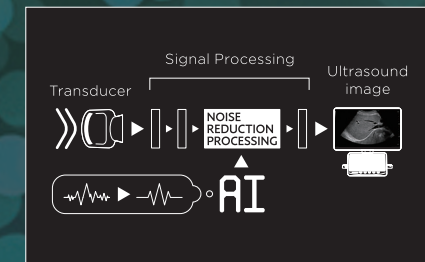 Signal Processing
Transducer
Ultrasound
image
NOISE
REDUCTION
PROCESSING
AI